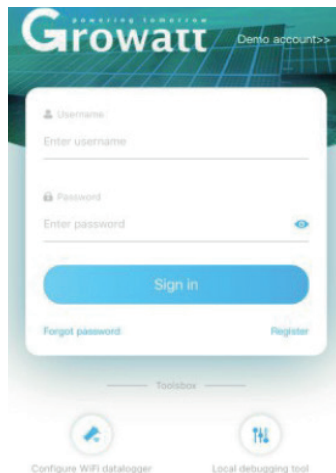 powering tomorrow
Growatt
Demo account>>
Username
Enter username
Password
Enter password
Sign in
Forgot password
Register
Toolsbox
Configure WiFi datalogger
Local debugging tool